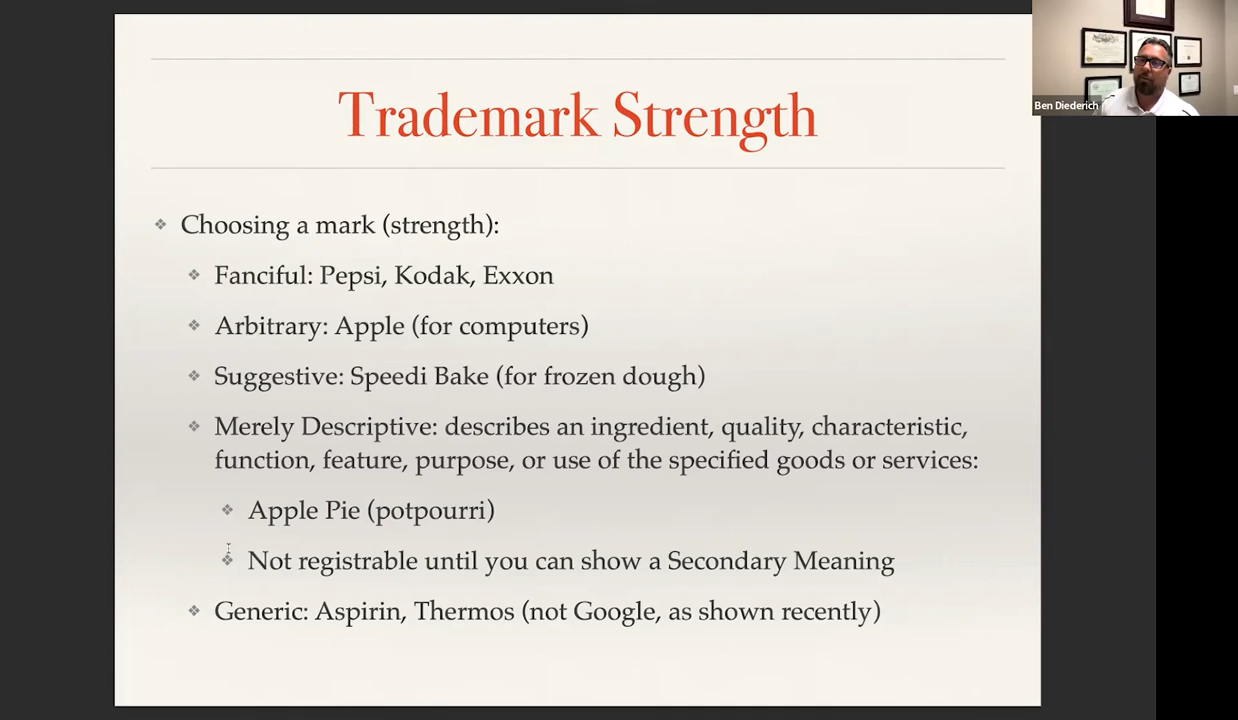 Trademark Strength
Choosing a mark (strength):
Fanciful: Pepsi, Kodak, Exxon
Arbitrary: Apple (for computers)
Suggestive: Speedi Bake (for frozen dough)
Merely Descriptive: describes an ingredient, quality, characteristic,
function, feature, purpose, or use of the specified goods or services:
Apple Pie (potpourri)
Not registrable until you can show a Secondary Meaning
Generic: Aspirin, Thermos (not Google, as shown recently)
Ben Diederich